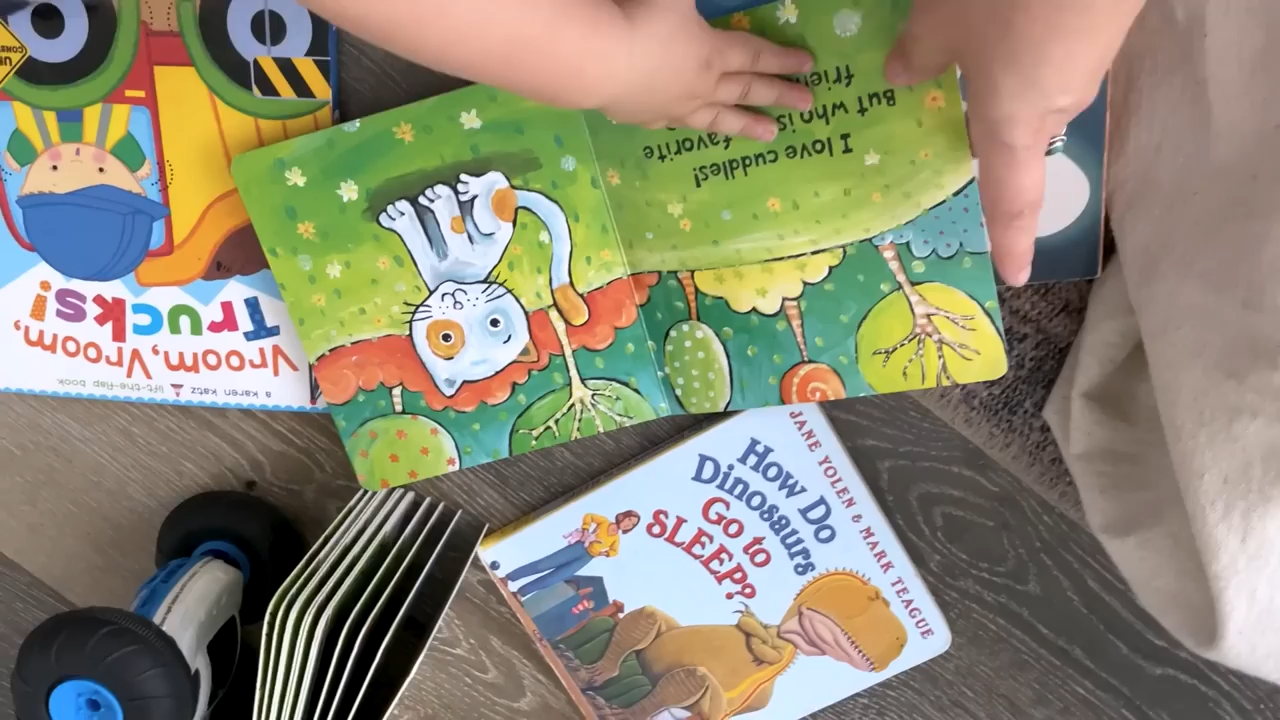 I love cuddles!
But who is
favorite
Vroom, Vroom,
Trucks!
a karen katz lift-the-flap book
How Do
Dinosaurs
Go to
SLEEP?
JANE YOLEN & MARK TEAGUE